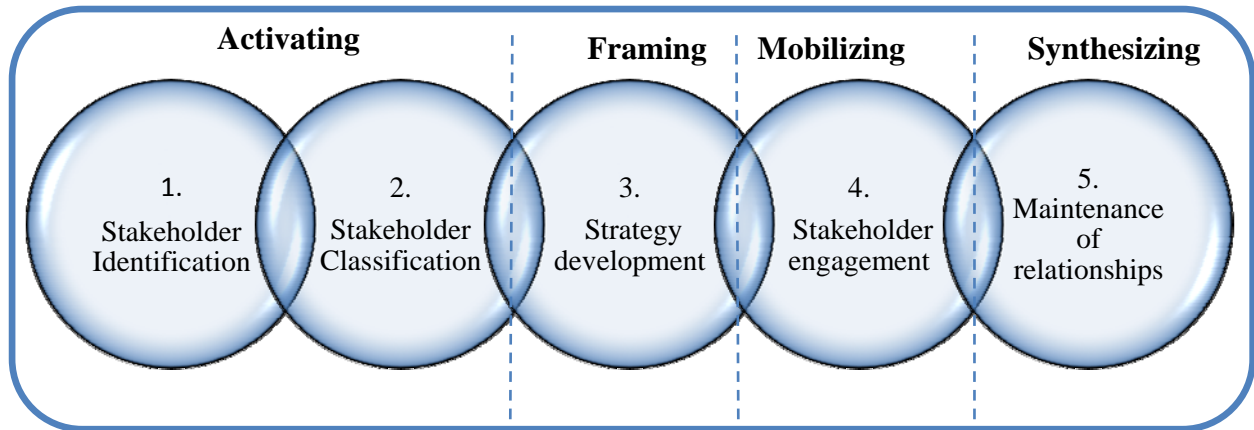 Activating
Framing
Mobilizing
Synthesizing
1.
Stakeholder
Identification
2.
Stakeholder
Classification
3.
Strategy
development
4.
Stakeholder
engagement
5.
Maintenance
of
relationships